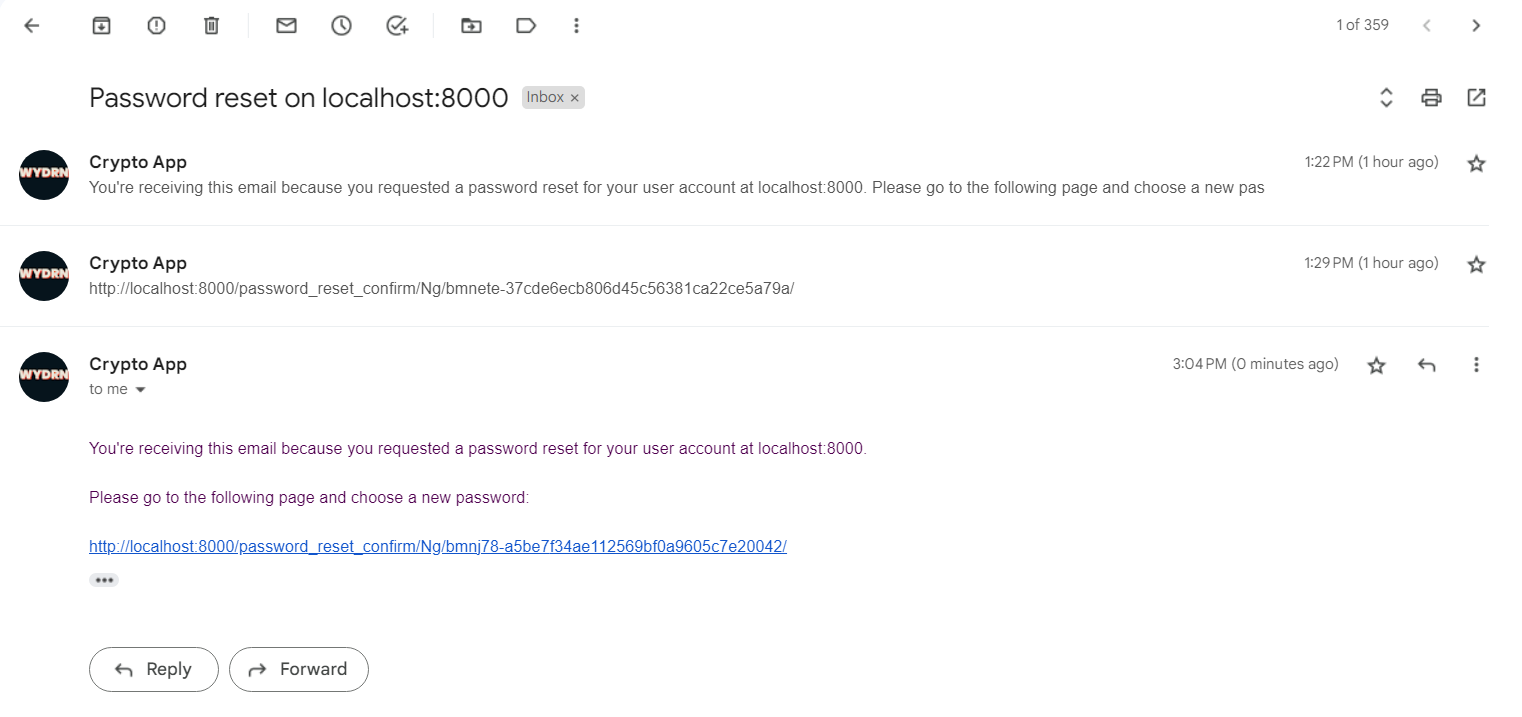 1 of 359
Password reset on localhost:8000 Inbox ×
WYDRN
Crypto App 1:22 PM (1 hour ago)
You're receiving this email because you requested a password reset for your user account at localhost:8000. Please go to the following page and choose a new pas
WYDRN
Crypto App 1:29 PM (1 hour ago)
http://localhost:8000/password_reset_confirm/Ng/bmnete-37cde6ecb806d45c56381ca22ce5a79a/
WYDRN
Crypto App 3:04 PM (0 minutes ago)
to me
You're receiving this email because you requested a password reset for your user account at localhost:8000.
Please go to the following page and choose a new password:
http://localhost:8000/password_reset_confirm/Ng/bmnj78-a5be7f34ae112569bf0a9605c7e20042/
Reply Forward